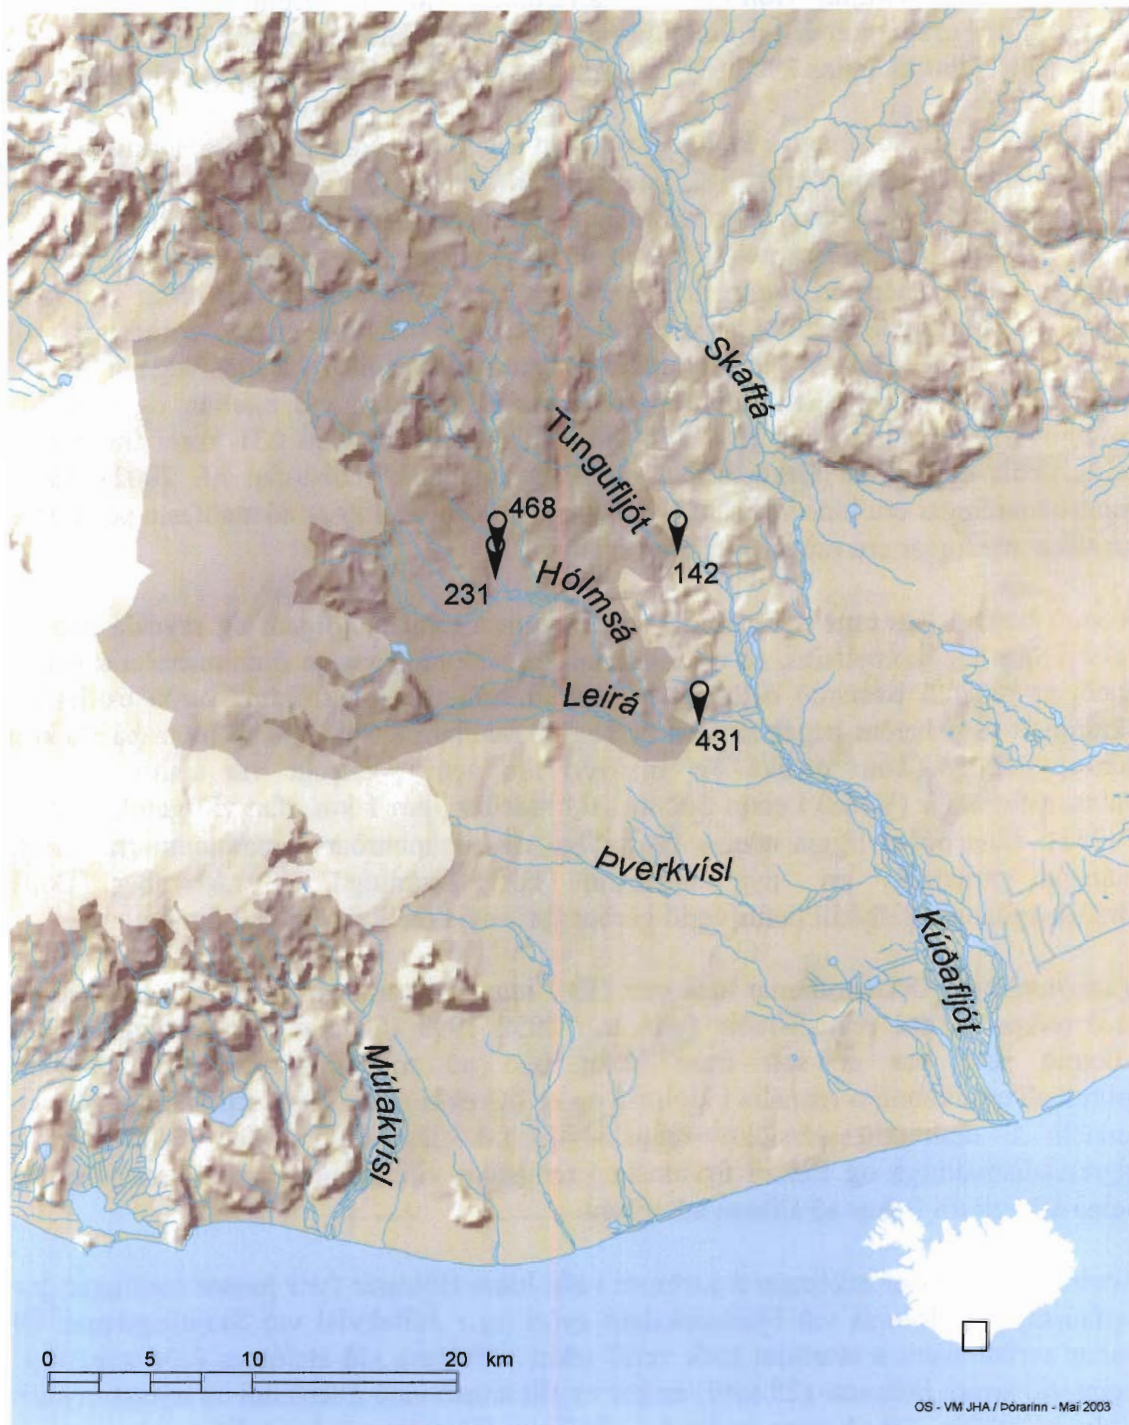 Skaftá
Tungufljót
468
142
231
Hólmsá
Leirá
431
Þverkvísl
Kúðafljót
Múlakvísl
0 5 10 20 km
OS - VM JHA / Þórarinn - Mai 2003